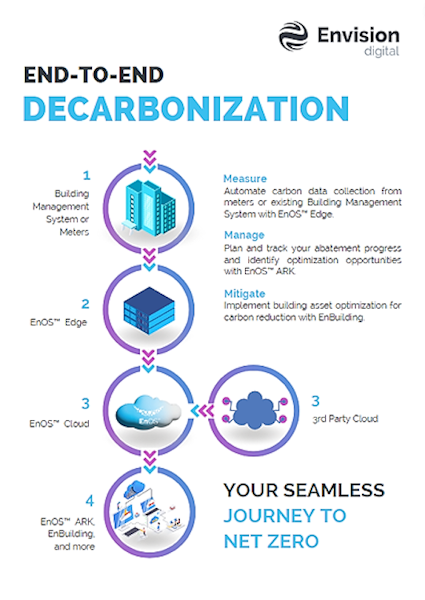 Envision
digital
END-TO-END
DECARBONIZATION
1
Building
Management
System or
Meters
Measure
Automate carbon data collection from
meters or existing Building Management
System with EnOS™ Edge.
Manage
Plan and track your abatement progress
and identify optimization opportunities
with EnOS™ ARK.
Mitigate
Implement building asset optimization for
carbon reduction with EnBuilding.
2
EnOS™ Edge
3
EnOS™ Cloud
EnOS
3
3rd Party Cloud
4
EnOS™ ARK,
EnBuilding,
and more
YOUR SEAMLESS
JOURNEY TO
NET ZERO